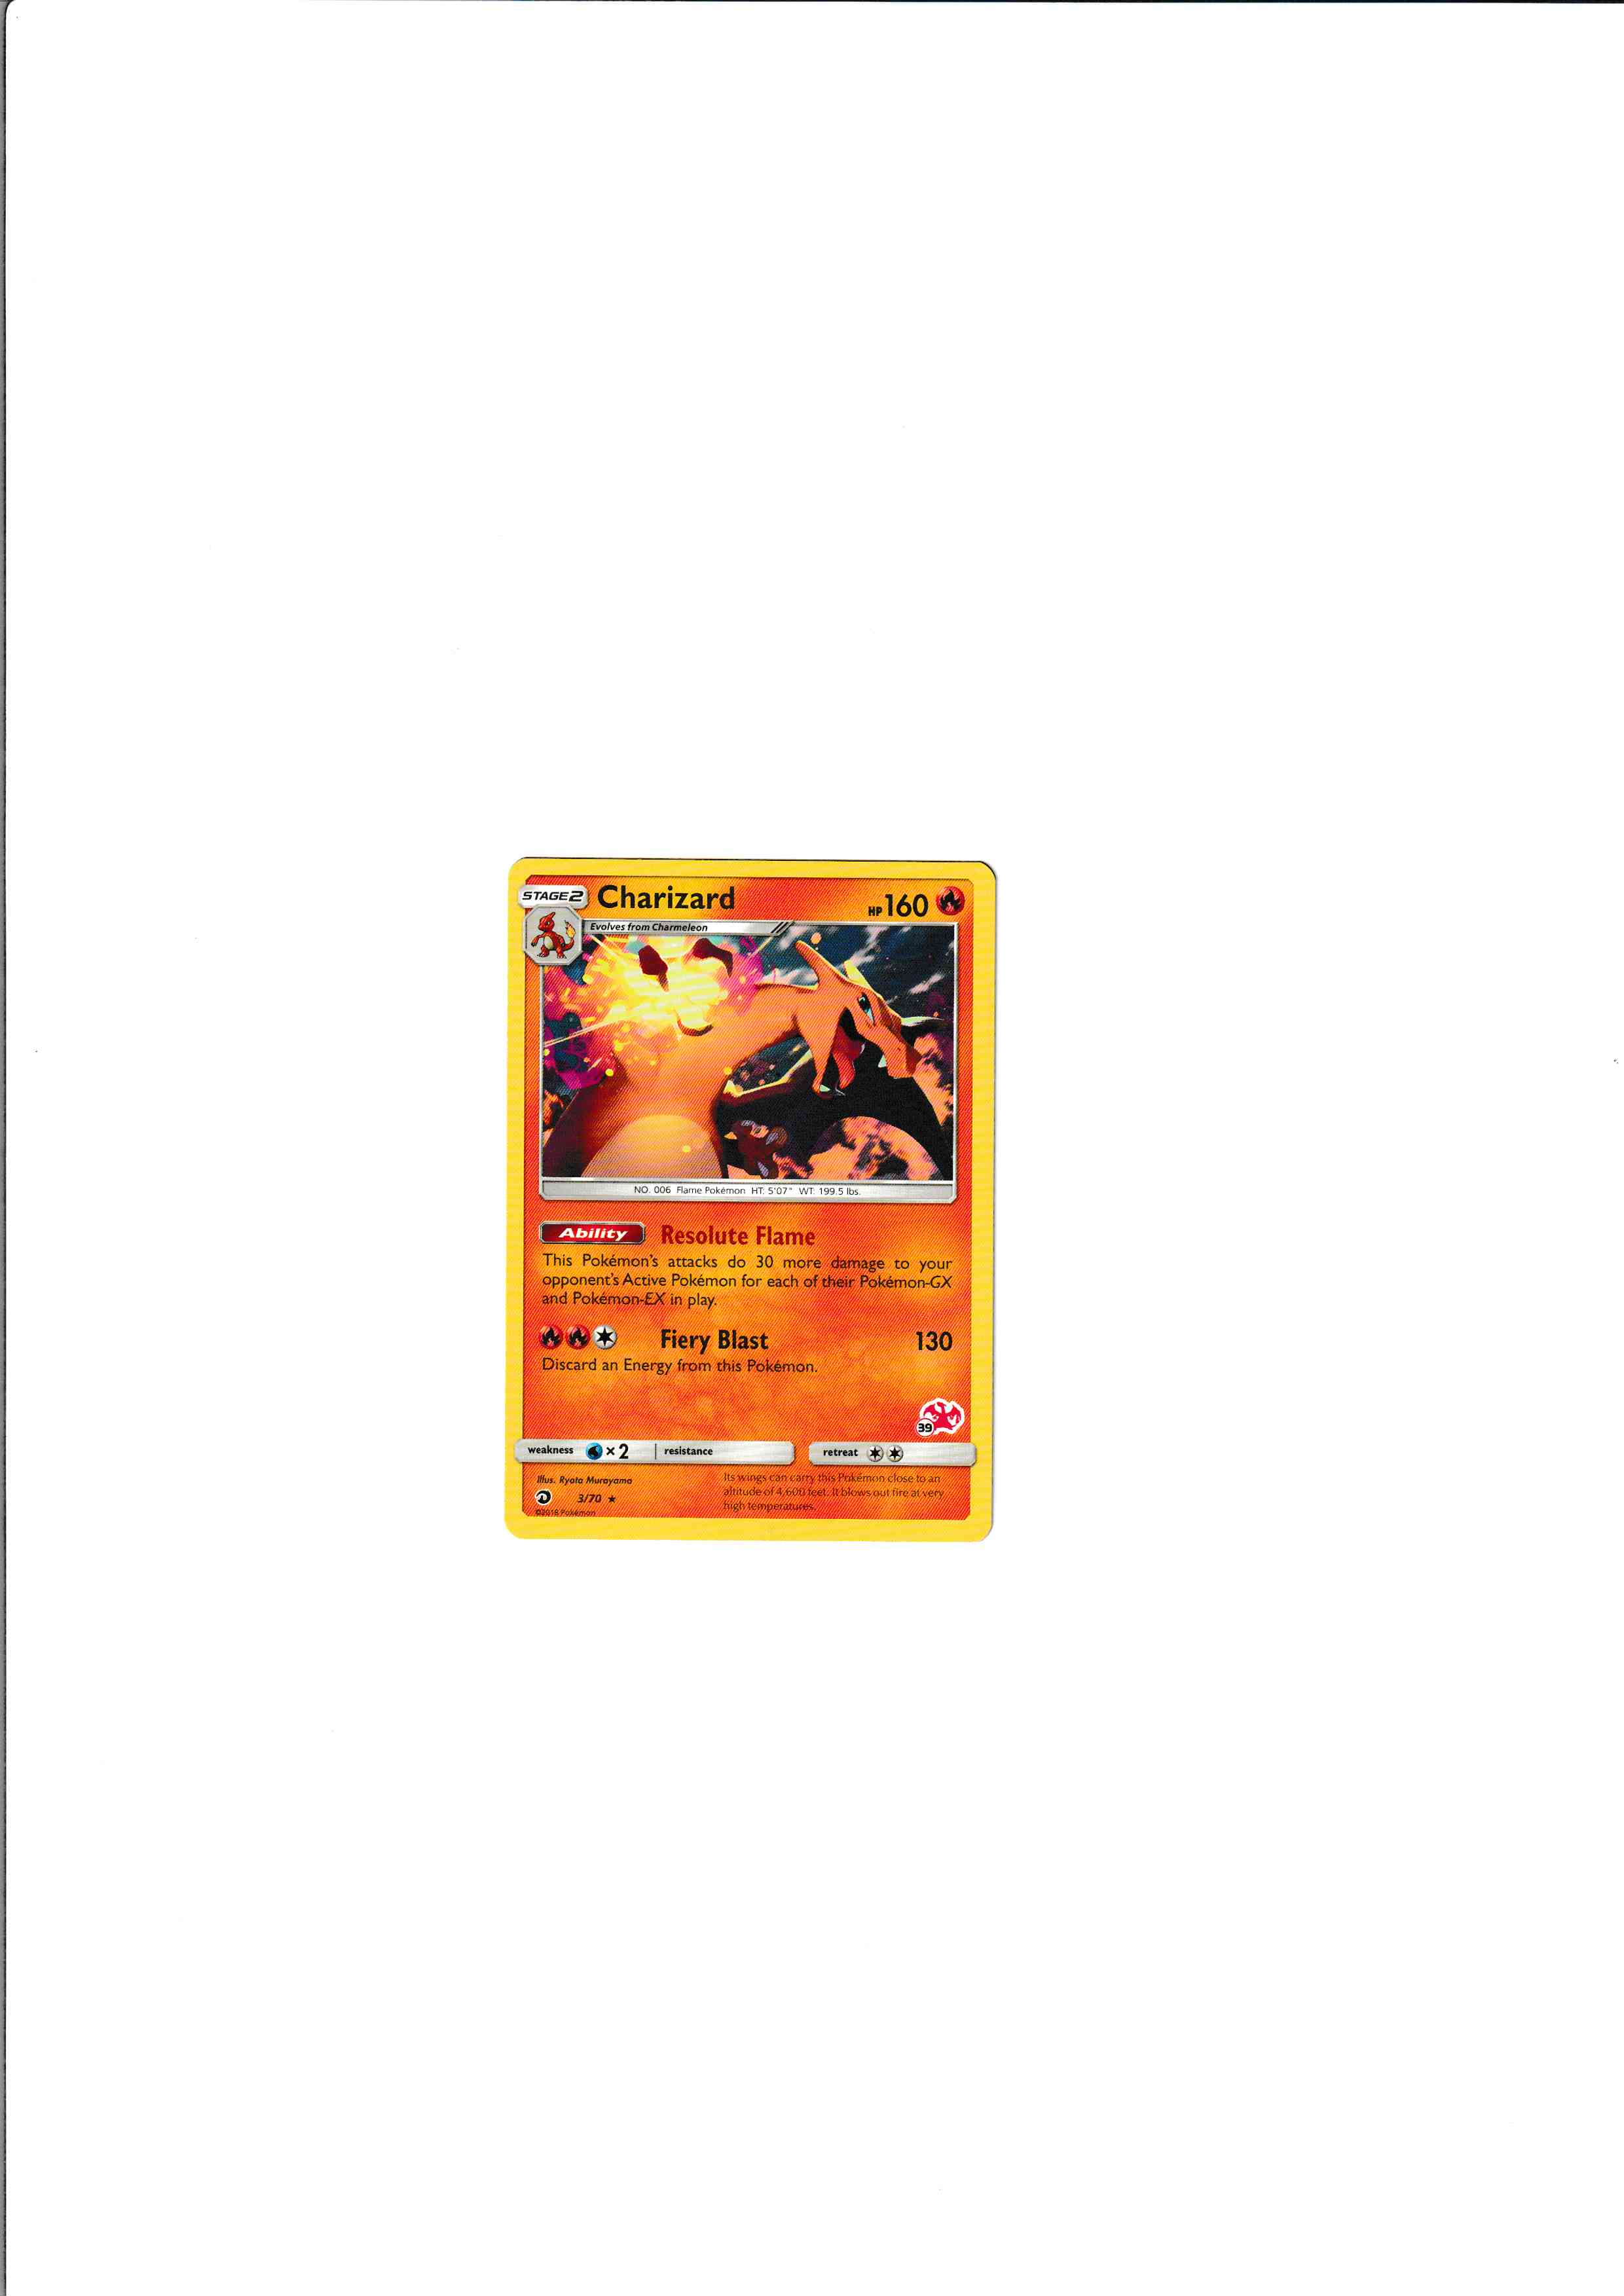 STAGE2 Charizard HP160
Evolves from Charmeleon
NO. 006 Flame Pokémon HT: 5'07" WT: 199.5 lbs.
Ability Resolute Flame
This Pokémon's attacks do 30 more damage to your
opponent's Active Pokémon for each of their Pokémon-GX
and Pokémon-EX in play.
Fiery Blast 130
Discard an Energy from this Pokémon.
39
weakness ×2 resistance retreat
Illus. Ryota Murayama
3/70
©2018 Pokémon
Its wings can carry this Pokémon close to an
altitude of 4,600 feet. It blows out fire at very
high temperatures.